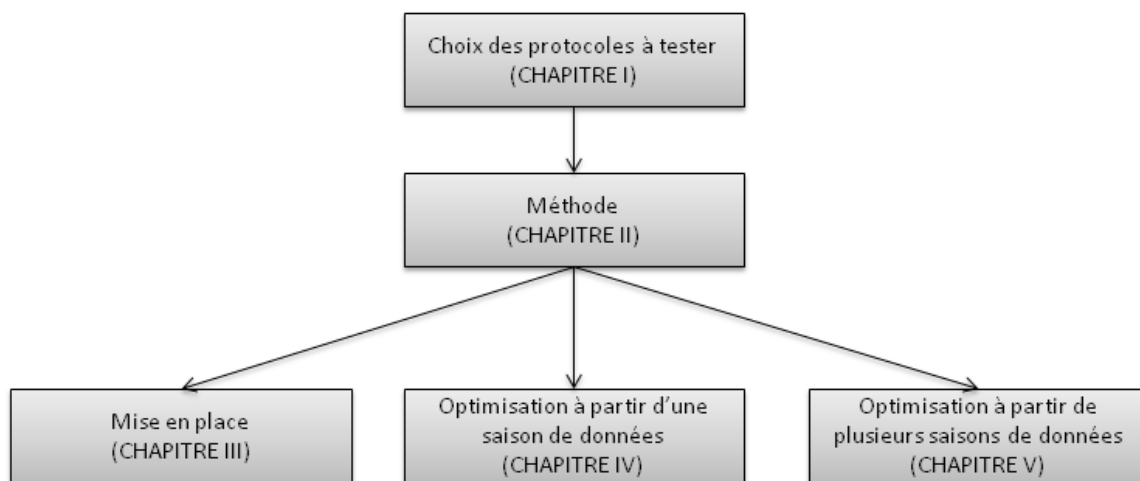 Choix des protocoles à tester
(CHAPITRE I)
Méthode
(CHAPITRE II)
Mise en place
(CHAPITRE III)
Optimisation à partir d’une
saison de données
(CHAPITRE IV)
Optimisation à partir de
plusieurs saisons de données
(CHAPITRE V)